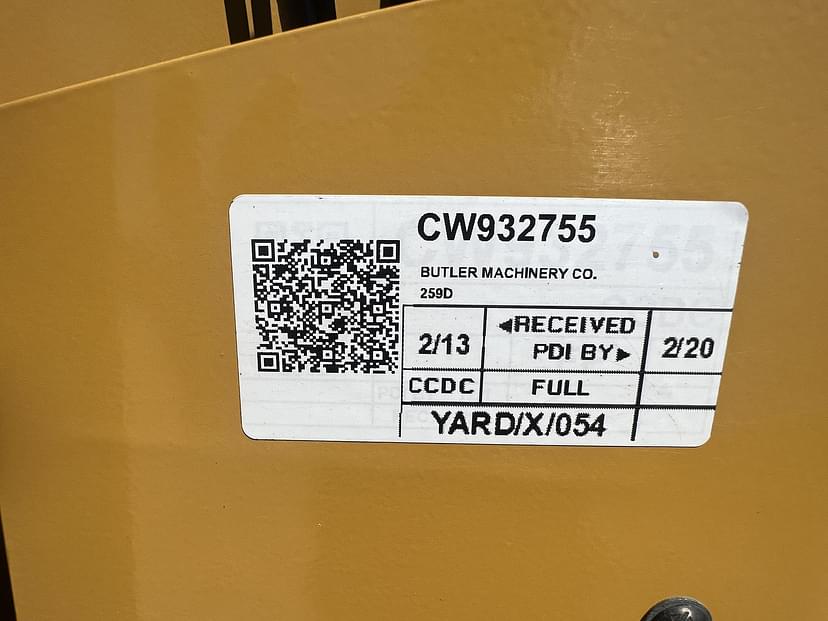 CW932755
BUTLER MACHINERY CO.
259D
2/13 ◀RECEIVED PDI BY▶ 2/20
CCDC FULL
YARD/X/054